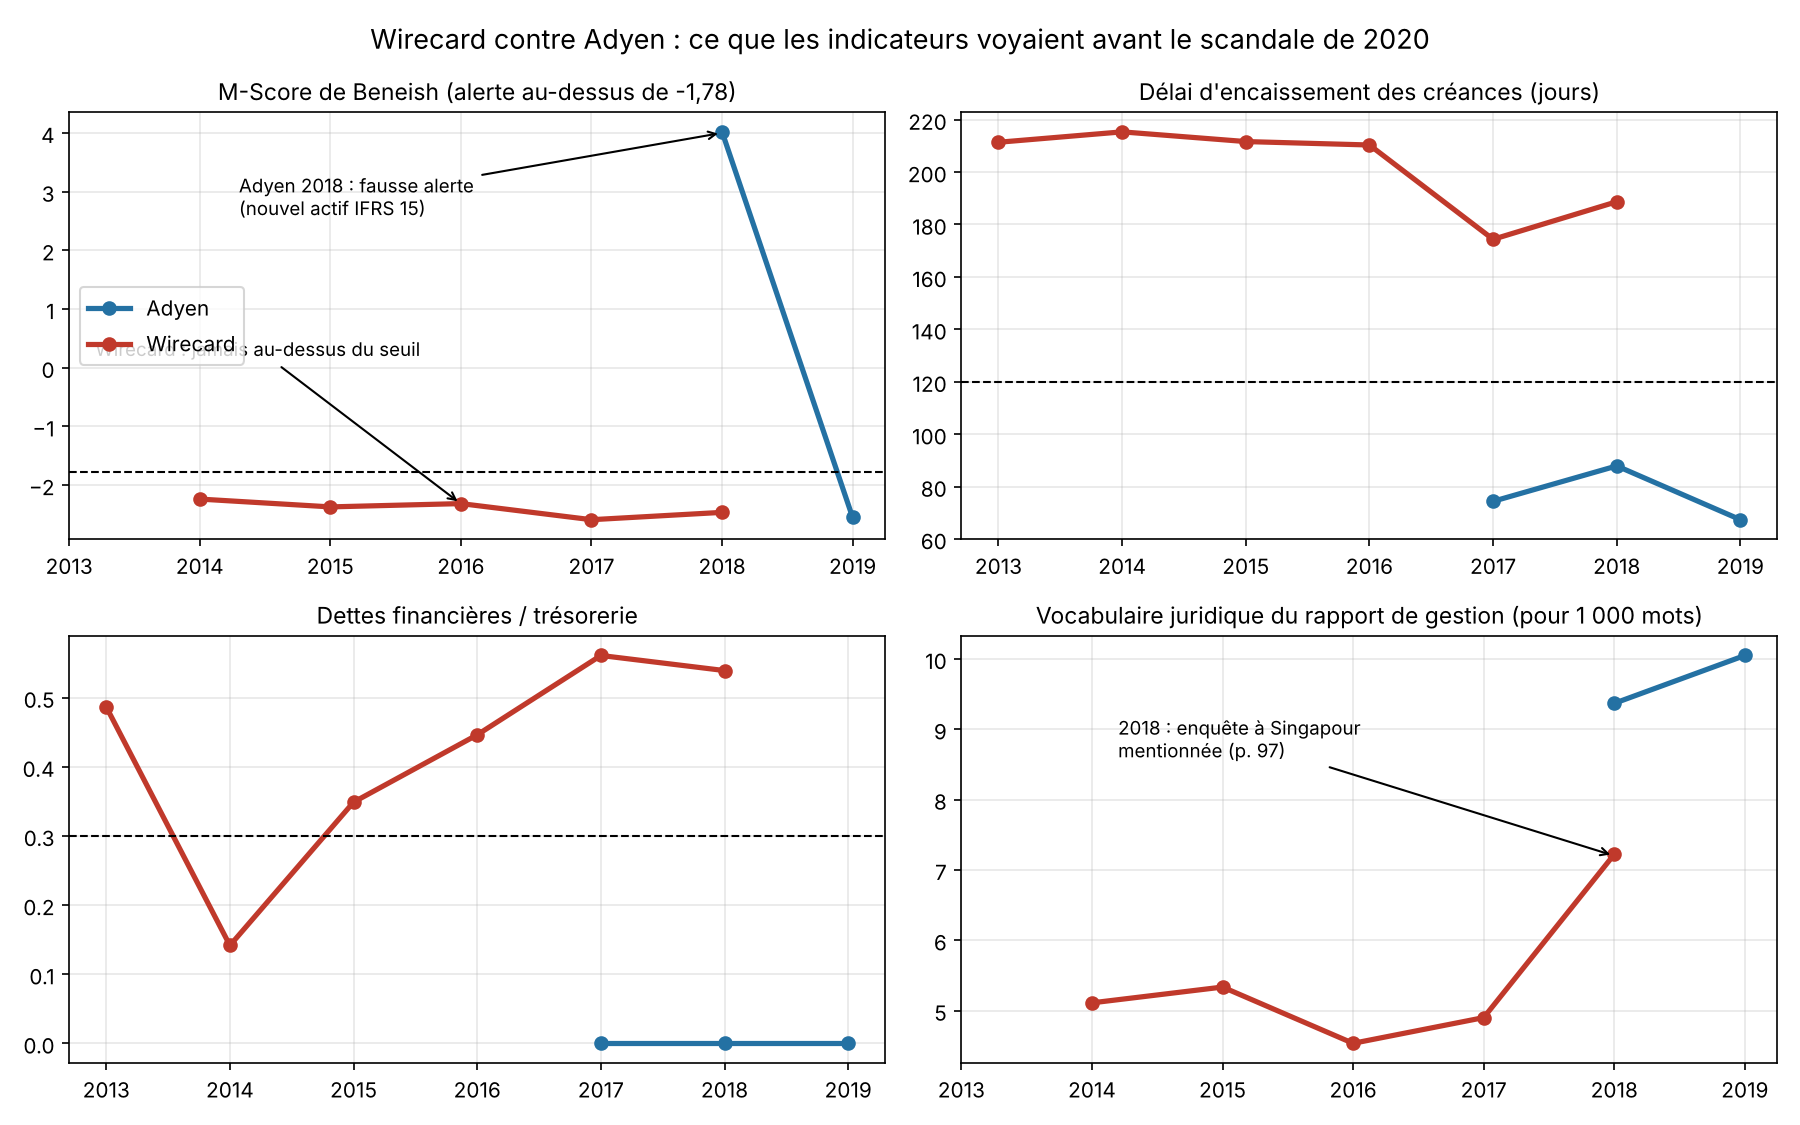 Wirecard contre Adyen : ce que les indicateurs voyaient avant le scandale de 2020
M-Score de Beneish (alerte au-dessus de -1,78)
4
3
2
1
0
−1
−2
Adyen 2018 : fausse alerte
(nouvel actif IFRS 15)
Adyen
Wirecard
Wirecard : jamais au-dessus du seuil
2013 2014 2015 2016 2017 2018 2019
Délai d'encaissement des créances (jours)
220
200
180
160
140
120
100
80
60
2013 2014 2015 2016 2017 2018 2019
Dettes financières / trésorerie
0.5
0.4
0.3
0.2
0.1
0.0
2013 2014 2015 2016 2017 2018 2019
Vocabulaire juridique du rapport de gestion (pour 1 000 mots)
10
9
8
7
6
5
2018 : enquête à Singapour
mentionnée (p. 97)
2013 2014 2015 2016 2017 2018 2019